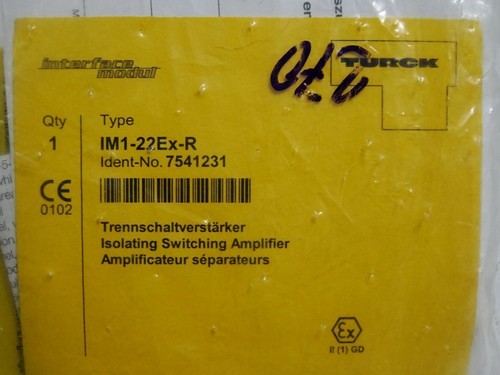 interface
modul
TURCK
Qty Type
1 IM1-22Ex-R
Ident-No. 7541231
CE
0102
Trennschaltverstärker
Isolating Switching Amplifier
Amplificateur séparateurs
Ex
II (1) GD